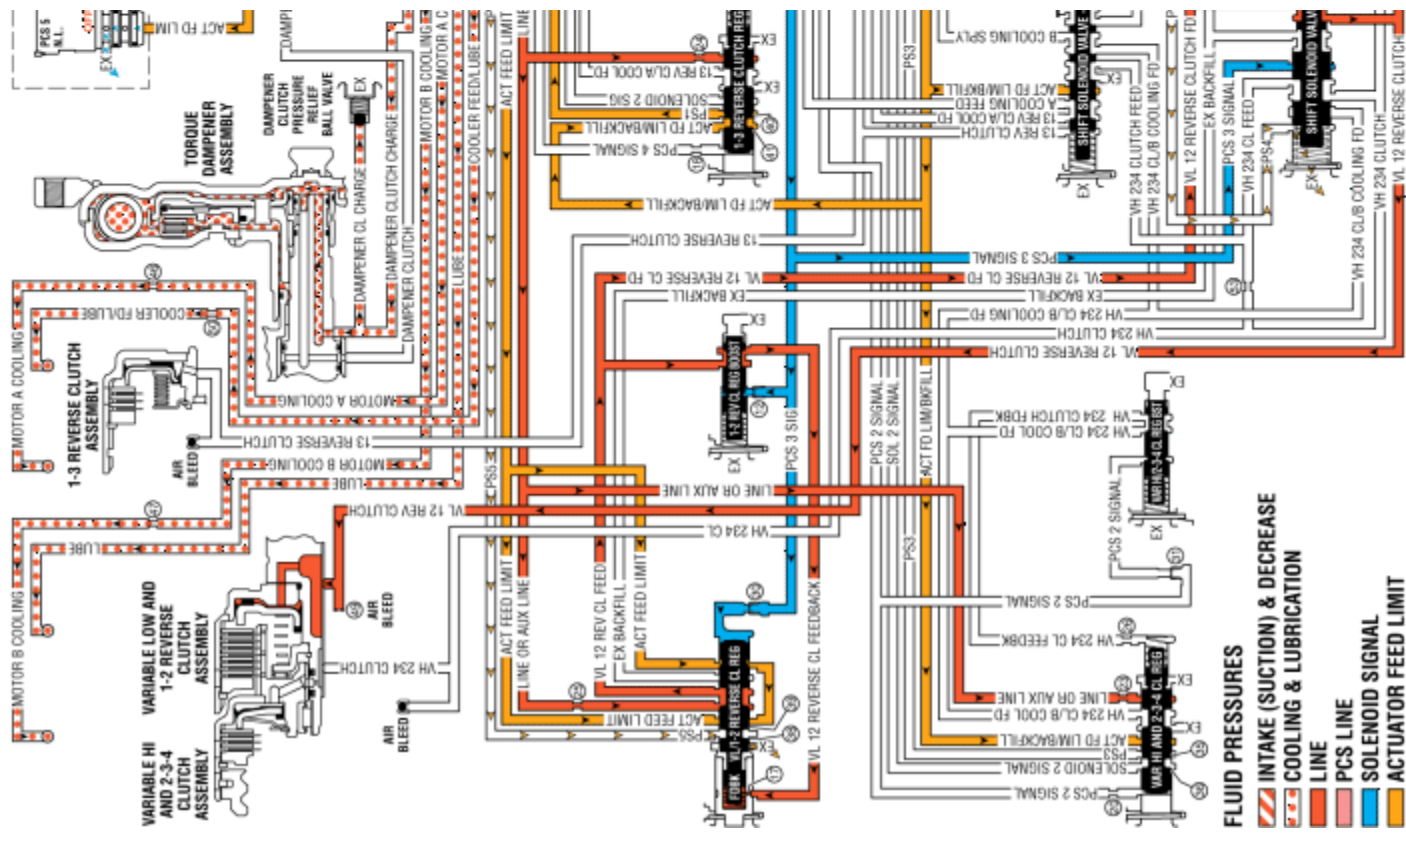 PCS 5
N.L.
EX
ACT FD LIM
DAMPENER
CLUTCH
PRESSURE
RELIEF
BALL VALVE
EX
TORQUE
DAMPENER
ASSEMBLY
DAMPENER CL CHARGE
DAMPENER CLUTCH CHARGE
DAMPENER CLUTCH
MOTOR B COOLING
MOTOR A C
COOLER FEED/LUBE
LUBE
ACT FEED LIMIT
LINE
13 REV CL/A COOL FD
SOLENOID 2 SIG
PS1
ACT FD LIM/BACKFILL
PCS 4 SIGNAL
1-3 REVERSE CLUTCH REG
EX
EX
ACT FD LIM/BACKFILL
13 REVERSE CLUTCH
PS3
B COOLING SPLY
ACT FD LIM/BKFILL
A COOLING FEED
13 REV CL/A COOL FD
13 REV CLUTCH
SHIFT SOLENOID VALVE
EX
EX
VH 234 CLUTCH FEED
VH 234 CL/B COOLING FD
VL 12 REVERSE CLUTCH FD
EX BACKFILL
PCS 3 SIGNAL
VH 234 CL FEED
PS4
SHIFT SOLENOID VALV
EX
VH 234 CL/B COOLING FD
VH 234 CLUTCH
VL 12 REVERSE CLUTCH
PCS 3 SIGNAL
VL 12 REVERSE CL FD
VL 12 REVERSE CL FD
EX BACKFILL
EX BACKFILL
VH 234 CL/B COOLING FD
VH 234 CLUTCH
VL 12 REVERSE CLUTCH
MOTOR A COOLING
COOLER FD/LUBE
1-3 REVERSE CLUTCH
ASSEMBLY
AIR
BLEED
MOTOR A COOLING
13 REVERSE CLUTCH
MOTOR B COOLING
LUBE
LUBE
MOTOR B COOLING
EX
1-2 REV CL REG BOOST
EX
PCS 3 SIG
PCS 2 SIGNAL
SOL 2 SIGNAL
ACT FD LIM/BKFILL
EX
VH 234 CLUTCH FDBK
VH 234 CL/B COOL FD
VAR HI/2-3-4 CL REG BST
PCS 2 SIGNAL
EX
PS5
LINE OR AUX LINE
VL 12 REV CLUTCH
VH 234 CL
VARIABLE LOW AND
1-2 REVERSE
CLUTCH
ASSEMBLY
AIR
BLEED
VH 234 CLUTCH
AIR
BLEED
VARIABLE HI
AND 2-3-4
CLUTCH
ASSEMBLY
ACT FEED LIMIT
LINE OR AUX LINE
VL 12 REV CL FEED
EX BACKFILL
ACT FEED LIMIT
ACT FEED LIMIT
PS5
VL/1-2 REVERSE CL REG
FDBK
EX
VL 12 REVERSE CL FEEDBACK
PS3
PCS 2 SIGNAL
VH 234 CL FEEDBK
LINE OR AUX LINE
VH 234 CL/B COOL FD
ACT FD LIM/BACKFILL
PS3
SOLENOID 2 SIGNAL
PCS 2 SIGNAL
VAR HI AND 2-3-4 CL REG
EX
EX
FLUID PRESSURES
INTAKE (SUCTION) & DECREASE
COOLING & LUBRICATION
LINE
PCS LINE
SOLENOID SIGNAL
ACTUATOR FEED LIMIT